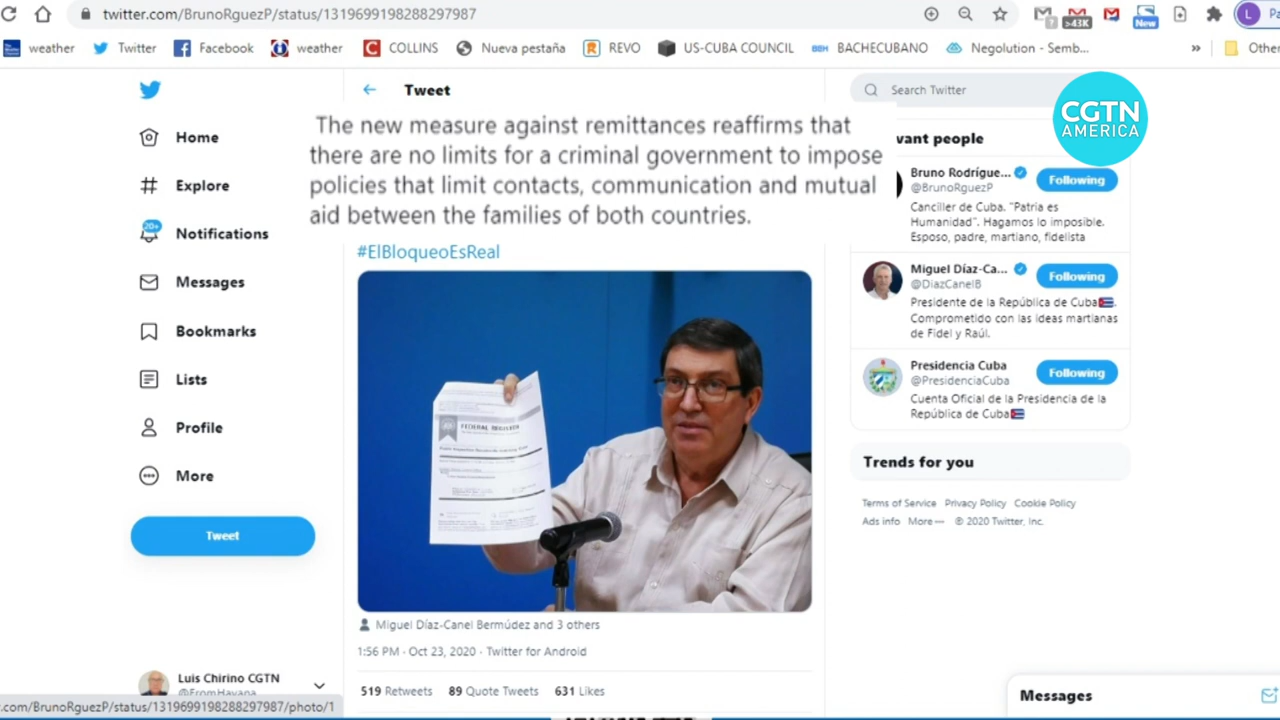 twitter.com/BrunoRguezP/status/1319699198288297987
>43K
New
L
weather
Twitter
Facebook
weather
COLLINS
Nueva pestaña
REVO
US-CUBA COUNCIL
BBH BACHECUBANO
Negolution - Semb...
»
Other
Tweet
Search Twitter
CGTN
AMERICA
Home
Explore
20+
Notifications
Messages
Bookmarks
Lists
Profile
More
Tweet
The new measure against remittances reaffirms that
there are no limits for a criminal government to impose
policies that limit contacts, communication and mutual
aid between the families of both countries.
#ElBloqueoEsReal
FEDERAL REGISTER
Miguel Díaz-Canel Bermúdez and 3 others
1:56 PM · Oct 23, 2020 · Twitter for Android
519 Retweets 89 Quote Tweets 631 Likes
vant people
Bruno Rodrígue...
@BrunoRguezP
Following
Canciller de Cuba. "Patria es
Humanidad". Hagamos lo imposible.
Esposo, padre, martiano, fidelista
Miguel Díaz-Ca...
@DiazCanelB
Following
Presidente de la República de Cuba🇨🇺.
Comprometido con las ideas martianas
de Fidel y Raúl.
Presidencia Cuba
@PresidenciaCuba
Following
Cuenta Oficial de la Presidencia de la
República de Cuba🇨🇺
Trends for you
Terms of Service Privacy Policy Cookie Policy
Ads info More © 2020 Twitter, Inc.
Luis Chirino CGTN
@FromHavana
r.com/BrunoRguezP/status/1319699198288297987/photo/1
Messages